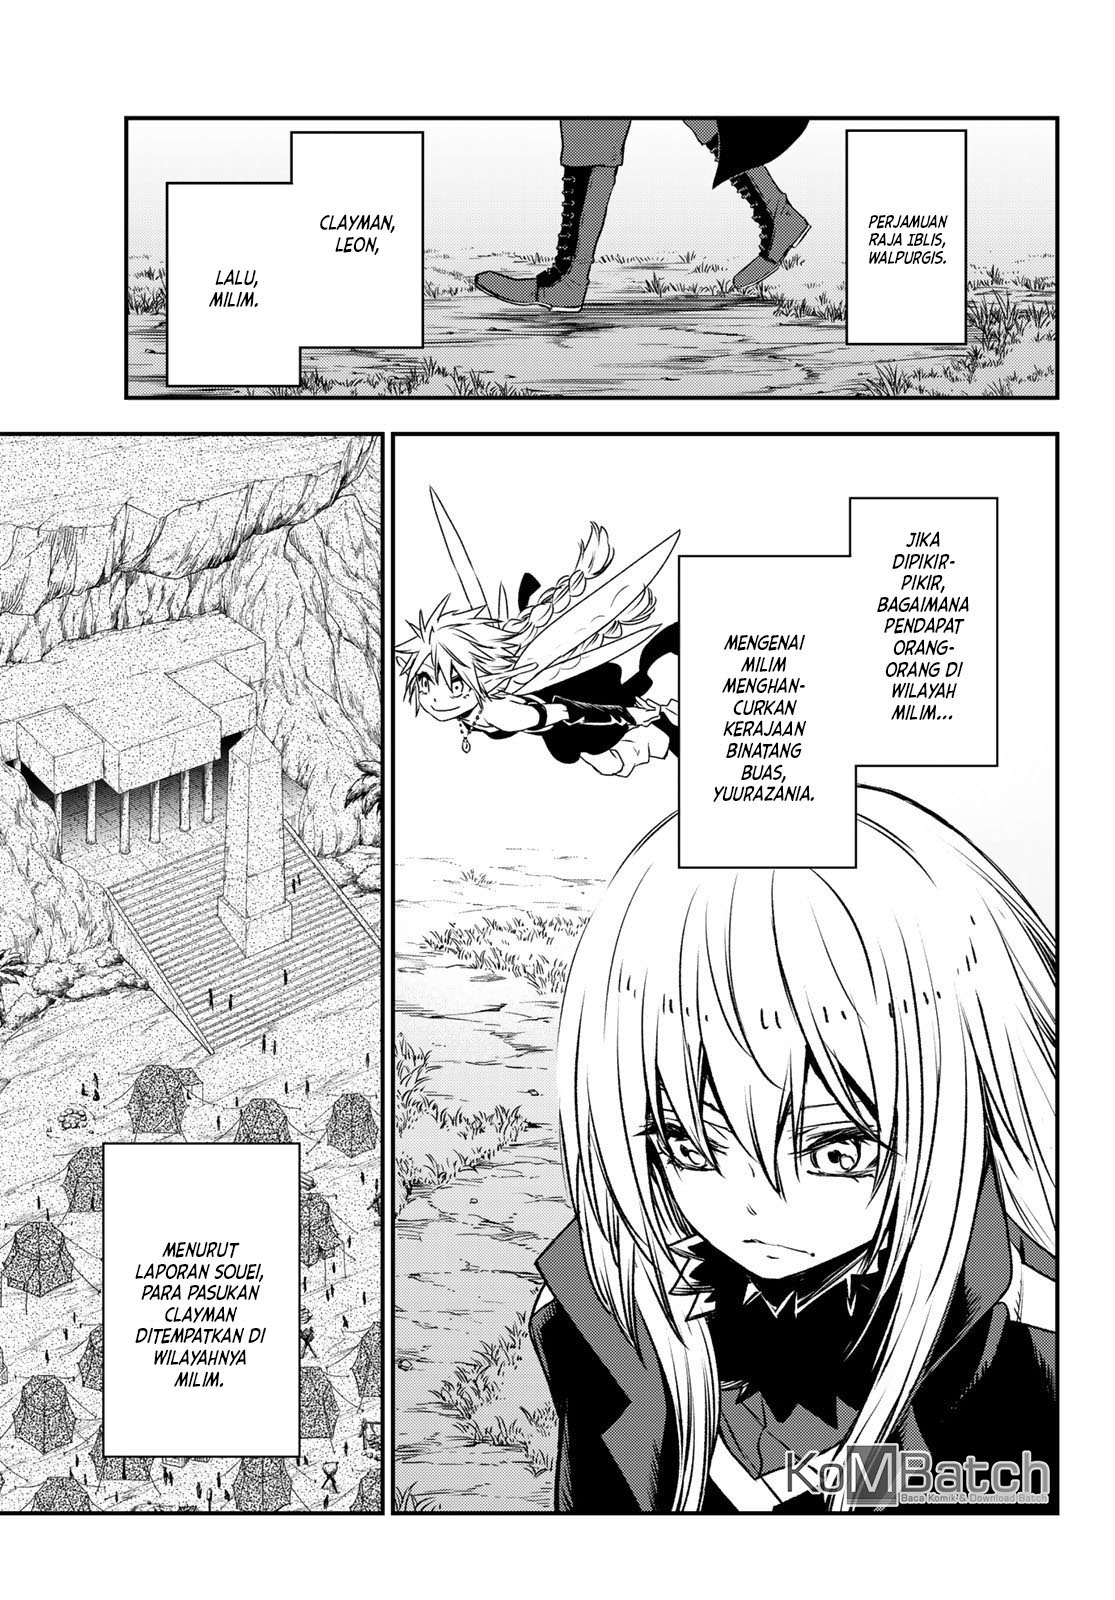 PERJAMUAN
RAJA IBLIS,
WALPURGIS.
CLAYMAN,
LEON,
LALU,
MILIM.
JIKA
DIPIKIR-
PIKIR,
BAGAIMANA
PENDAPAT
ORANG-
ORANG DI
WILAYAH
MILIM...
MENGENAI
MILIM
MENGHAN-
CURKAN
KERAJAAN
BINATANG
BUAS,
YUURAZANIA.
MENURUT
LAPORAN SOUEI,
PARA PASUKAN
CLAYMAN
DITEMPATKAN DI
WILAYAHNYA
MILIM.
KoMBatch
Baca Komik & Download Batch